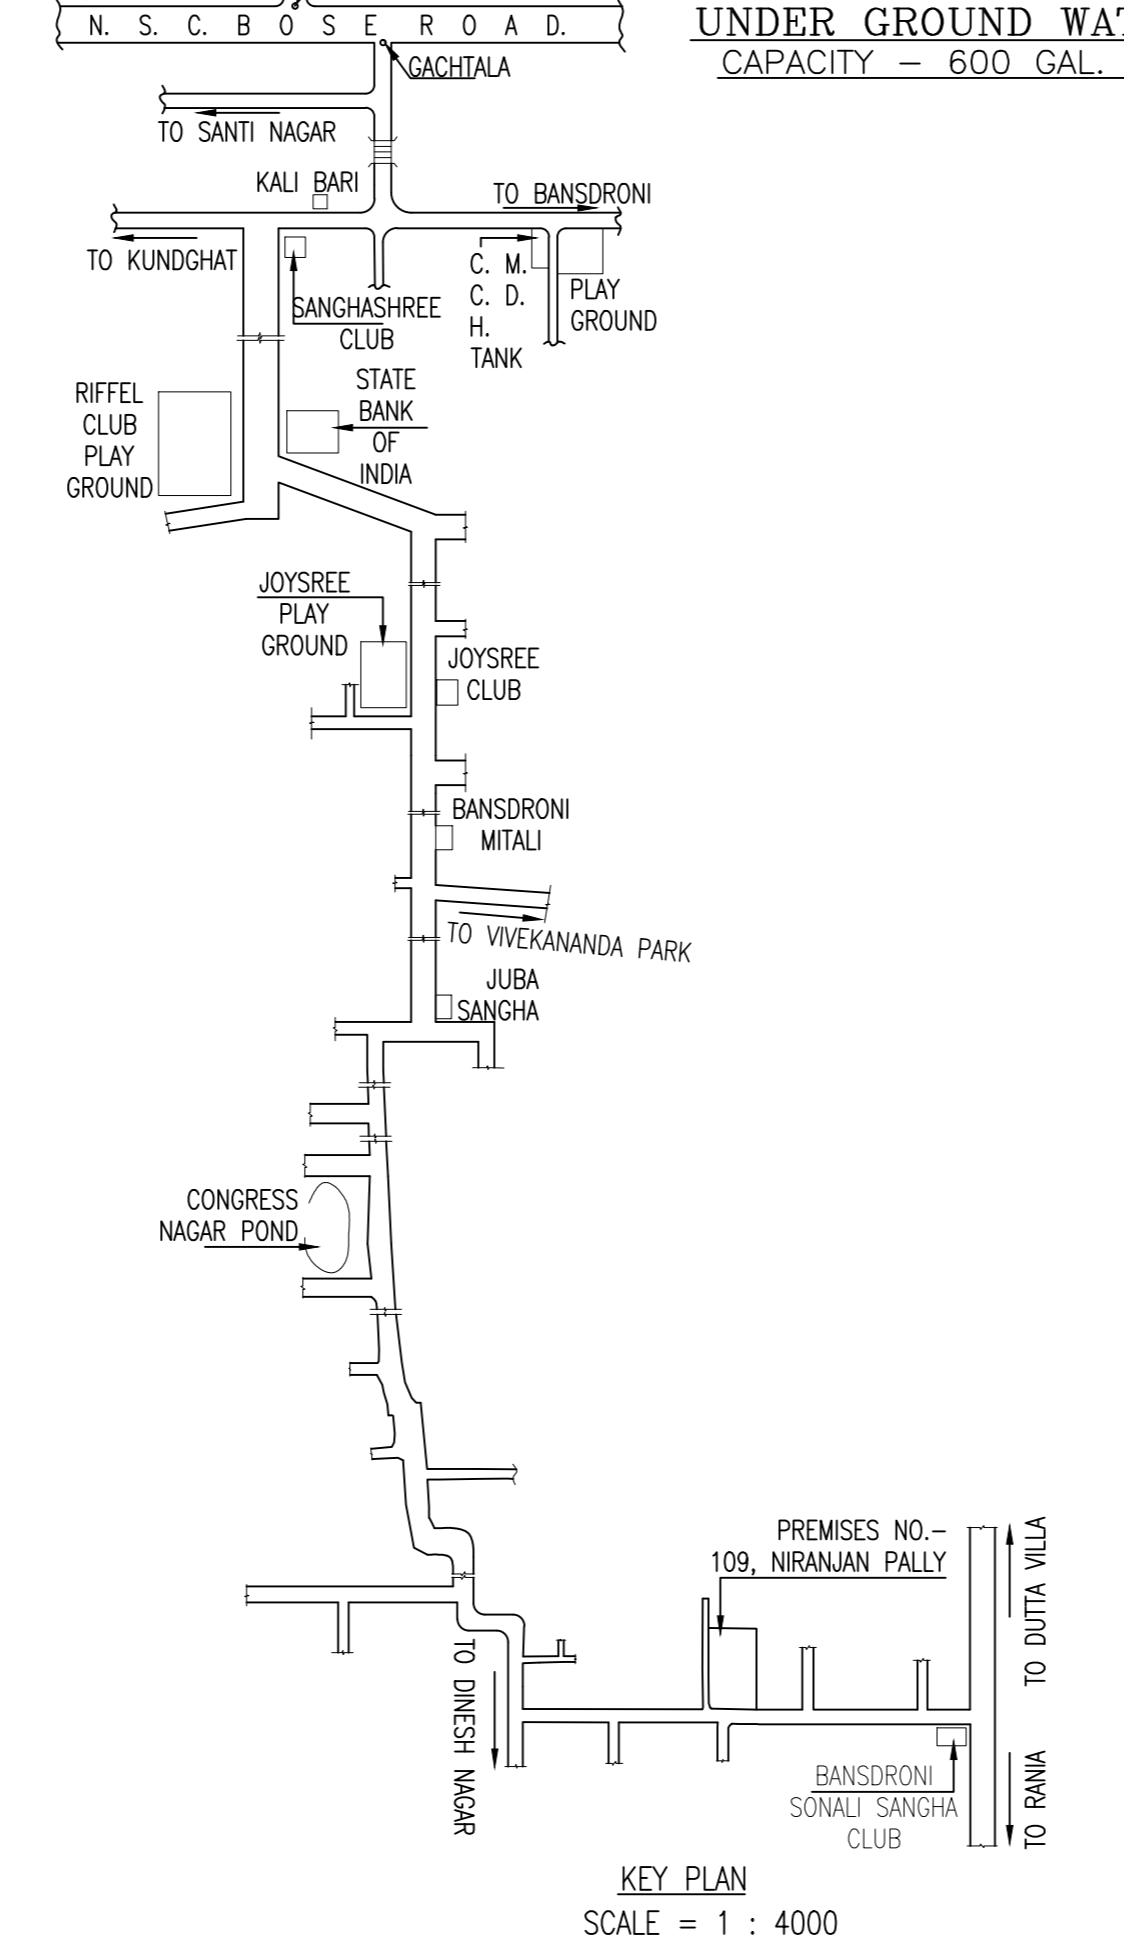 N. S. C. B O S E R O A D.
UNDER GROUND
CAPACITY – 600 GAL.
GACHTALA
TO SANTI NAGAR
KALI BARI
TO BANSDRONI
TO KUNDGHAT
C. M.
C. D.
H.
TANK
PLAY
GROUND
SANGHASHREE
CLUB
STATE
BANK
OF
INDIA
RIFFEL
CLUB
PLAY
GROUND
JOYSREE
PLAY
GROUND
JOYSREE
CLUB
BANSDRONI
MITALI
TO VIVEKANANDA PARK
JUBA
SANGHA
CONGRESS
NAGAR POND
PREMISES NO.–
109, NIRANJAN PALLY
TO DUTTA VILLA
TO DINESH NAGAR
BANSDRONI
SONALI SANGHA
CLUB
TO RANIA
KEY PLAN
SCALE = 1 : 4000